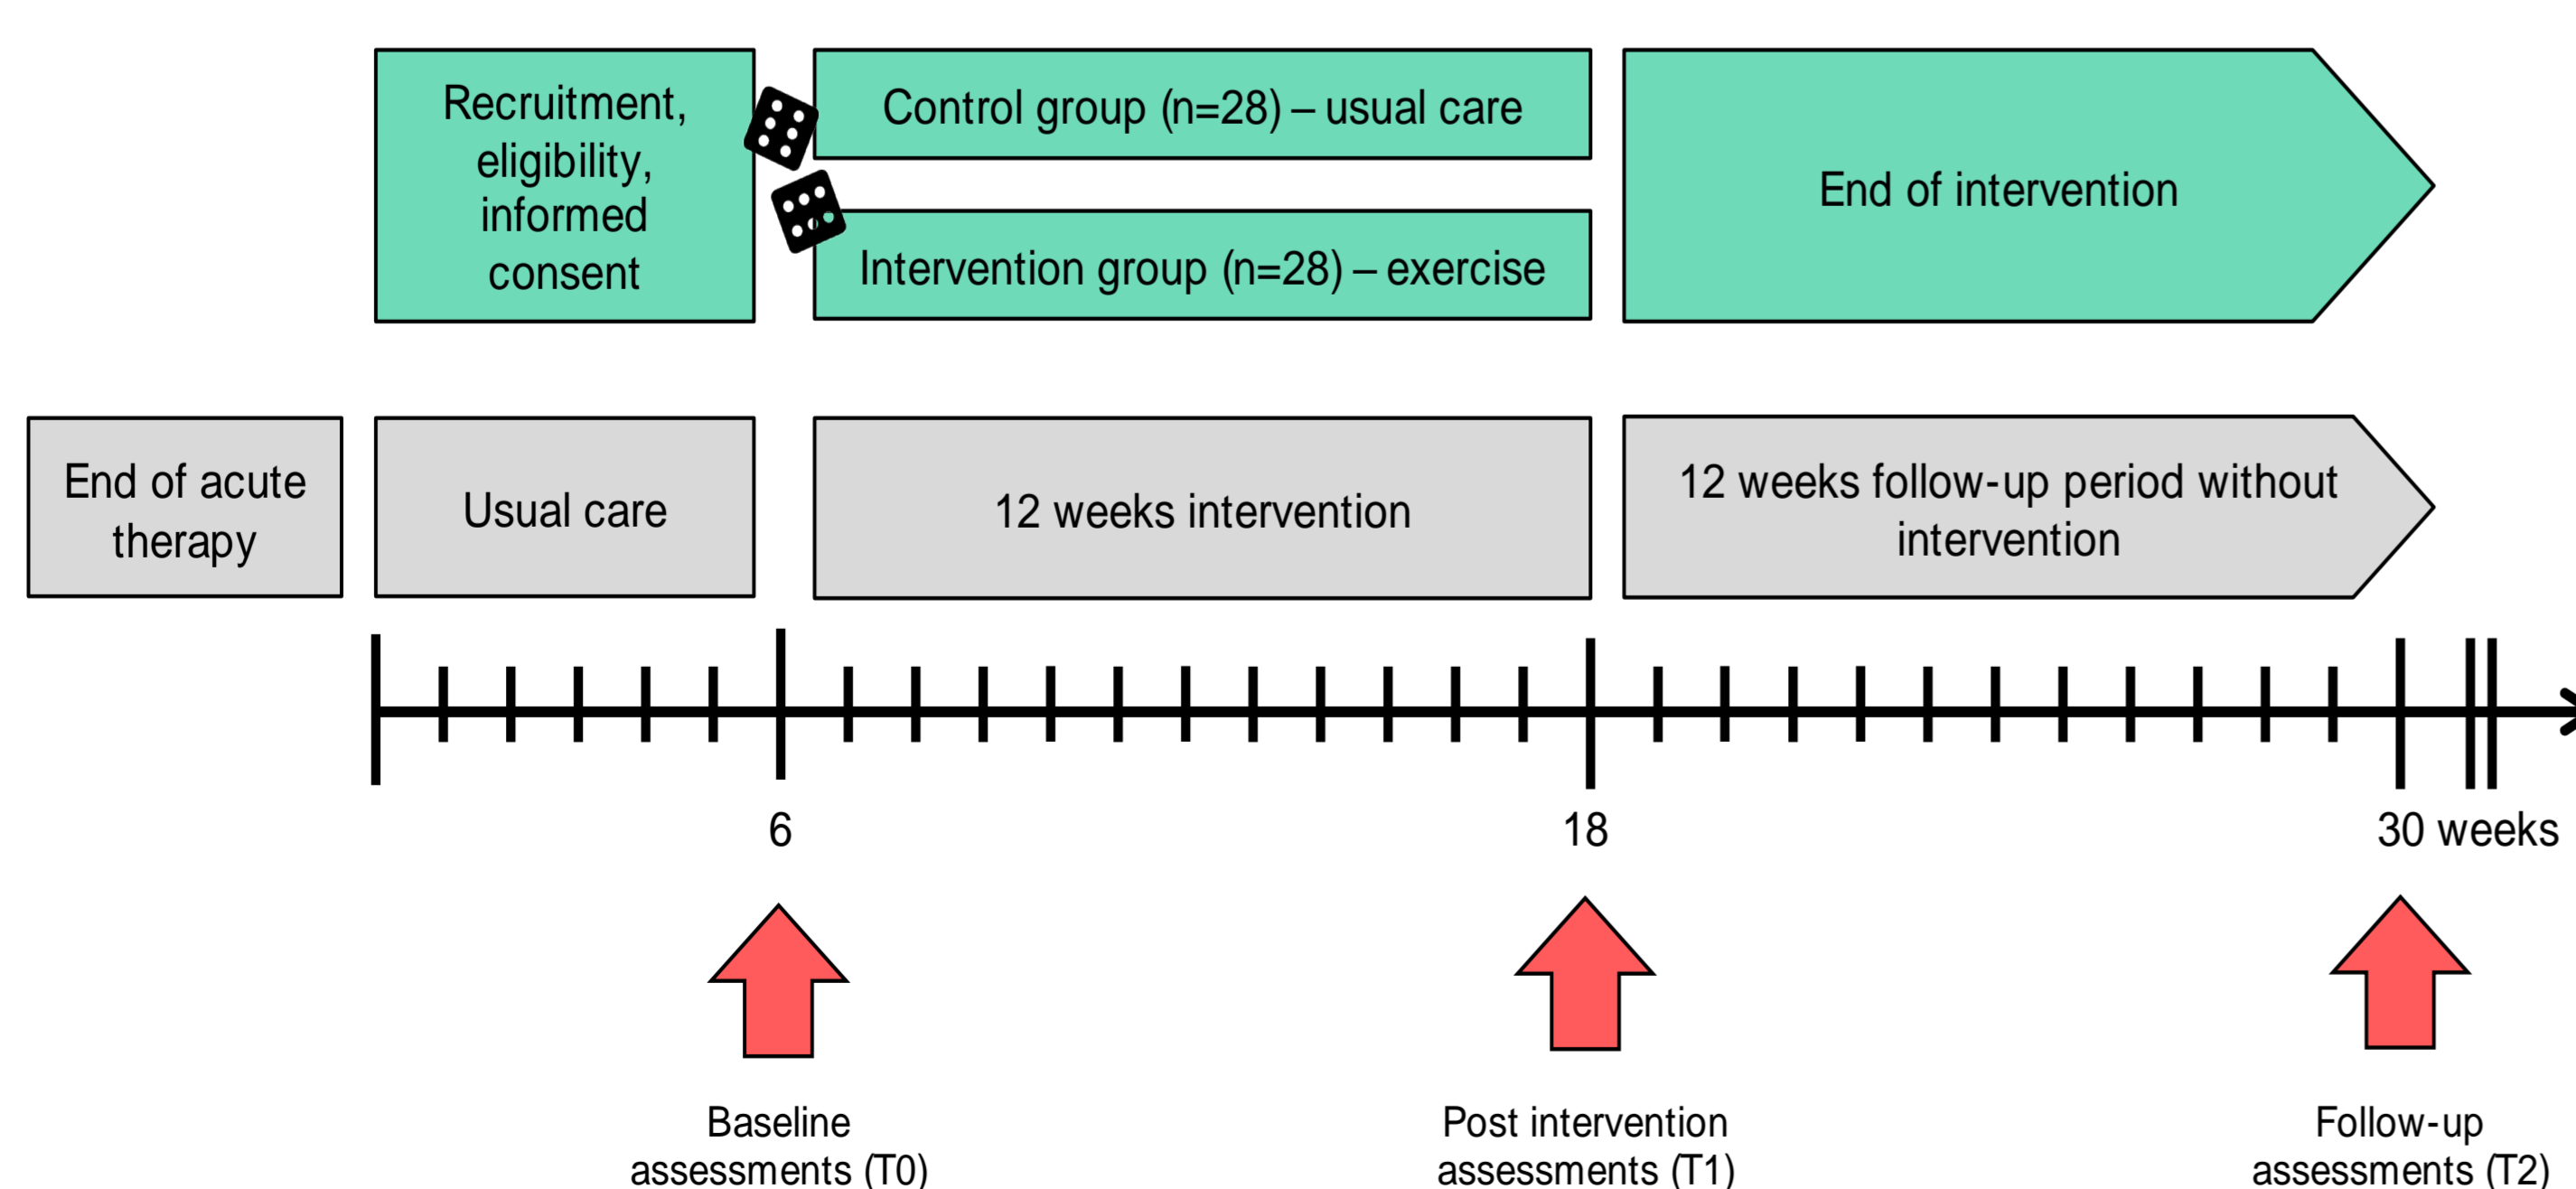 Recruitment,
eligibility,
informed
consent
Control group (n=28) – usual care
Intervention group (n=28) – exercise
End of intervention
End of acute
therapy
Usual care
12 weeks intervention
12 weeks follow-up period without
intervention
6
18
30 weeks
Baseline
assessments (T0)
Post intervention
assessments (T1)
Follow-up
assessments (T2)